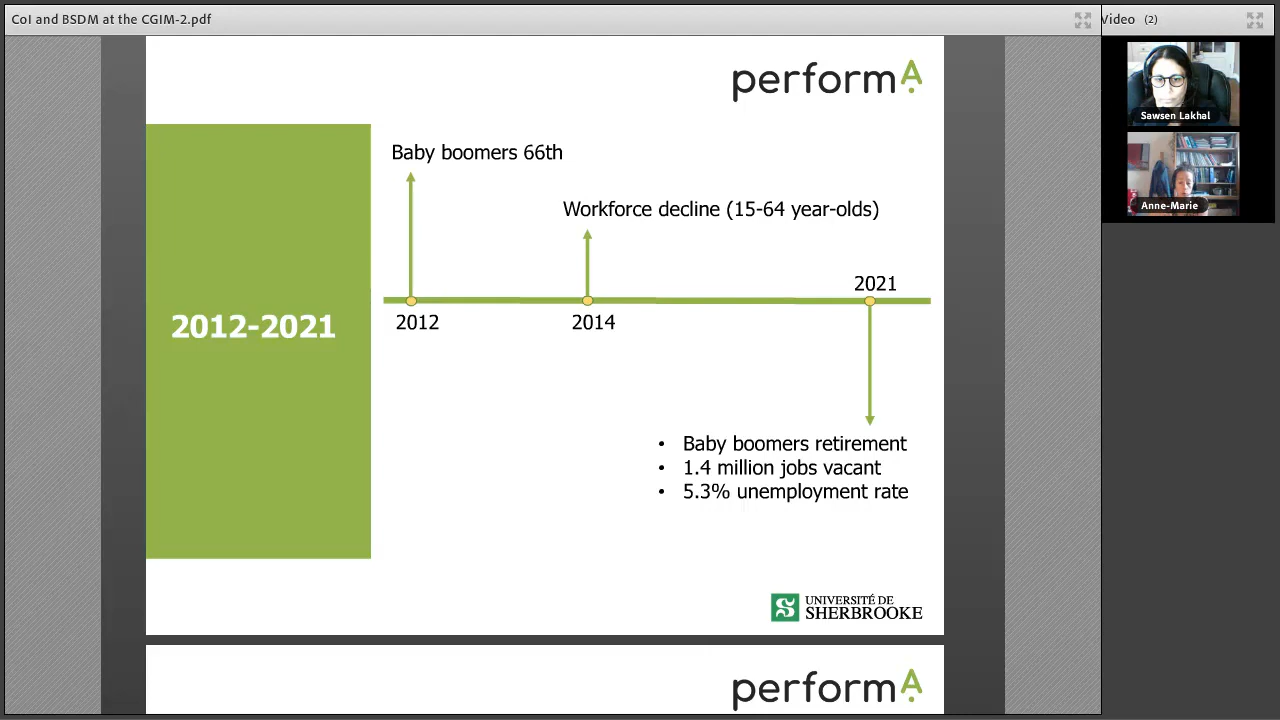 CoI and BSDM at the CGIM-2.pdf
Video (2)
Sawsen Lakhal
Anne-Marie
performA
2012-2021
Baby boomers 66th
Workforce decline (15-64 year-olds)
2021
2012
2014
• Baby boomers retirement
• 1.4 million jobs vacant
• 5.3% unemployment rate
UNIVERSITÉ DE
SHERBROOKE
performA